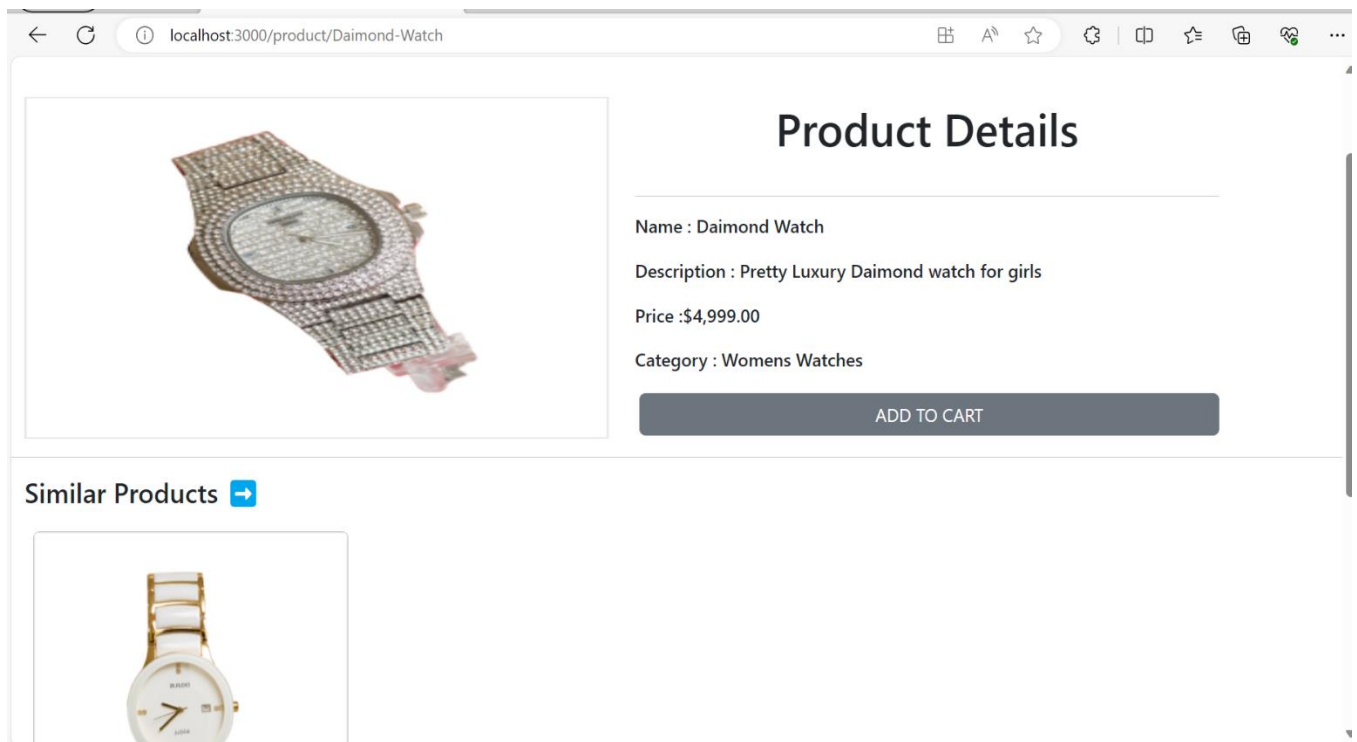 localhost:3000/product/Daimond-Watch
Product Details
Name : Daimond Watch
Description : Pretty Luxury Daimond watch for girls
Price :$4,999.00
Category : Womens Watches
ADD TO CART
Similar Products